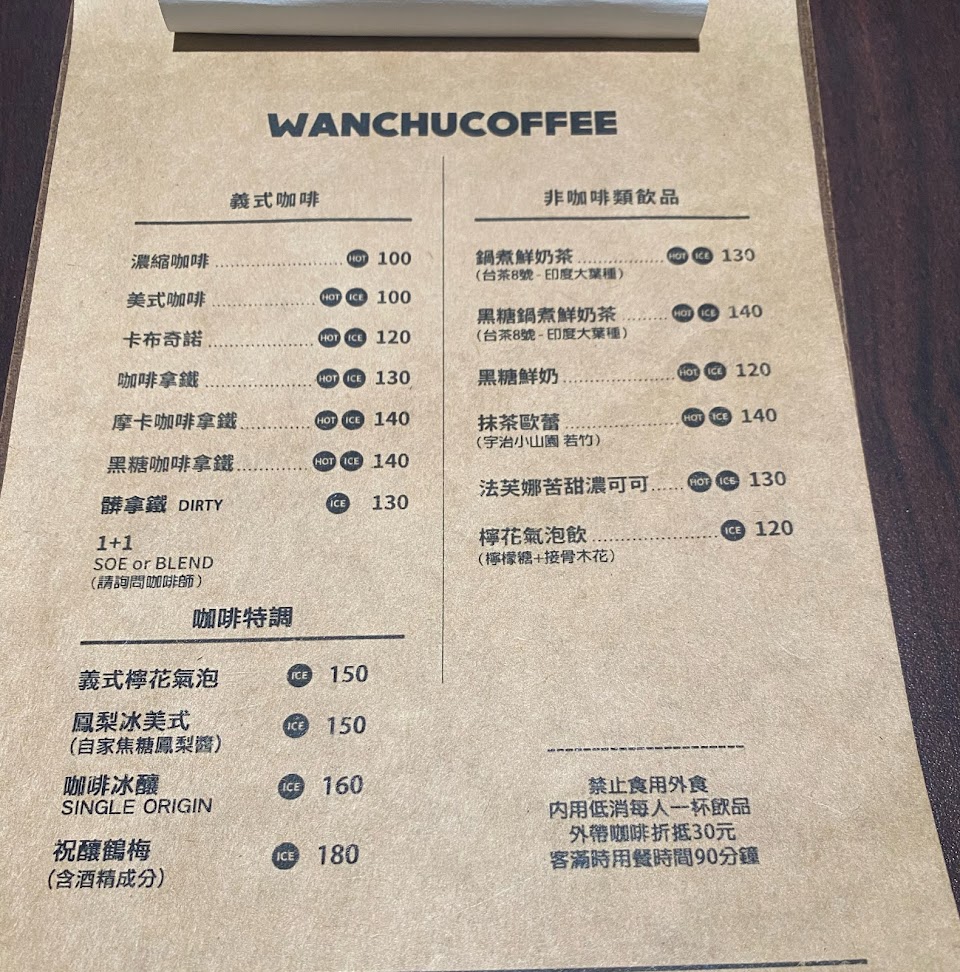 WANCHUCOFFEE
義式咖啡
濃縮咖啡 HOT 100
美式咖啡 HOT ICE 100
卡布奇諾 HOT ICE 120
咖啡拿鐵 HOT ICE 130
摩卡咖啡拿鐵 HOT ICE 140
黑糖咖啡拿鐵 HOT ICE 140
髒拿鐵 DIRTY ICE 130
1+1
SOE or BLEND
(請詢問咖啡師)
咖啡特調
義式檸花氣泡 ICE 150
鳳梨冰美式 ICE 150
(自家焦糖鳳梨醬)
咖啡冰釀 ICE 160
SINGLE ORIGIN
祝釀鶴梅 ICE 180
(含酒精成分)
非咖啡類飲品
鍋煮鮮奶茶 HOT ICE 130
(台茶8號 - 印度大葉種)
黑糖鍋煮鮮奶茶 HOT ICE 140
(台茶8號 - 印度大葉種)
黑糖鮮奶 HOT ICE 120
抹茶歐蕾 HOT ICE 140
(宇治小山園 若竹)
法芙娜苦甜濃可可 HOT ICE 130
檸花氣泡飲 ICE 120
(檸檬糖+接骨木花)
禁止食用外食
内用低消每人一杯飲品
外帶咖啡折抵30元
客滿時用餐時間90分鐘